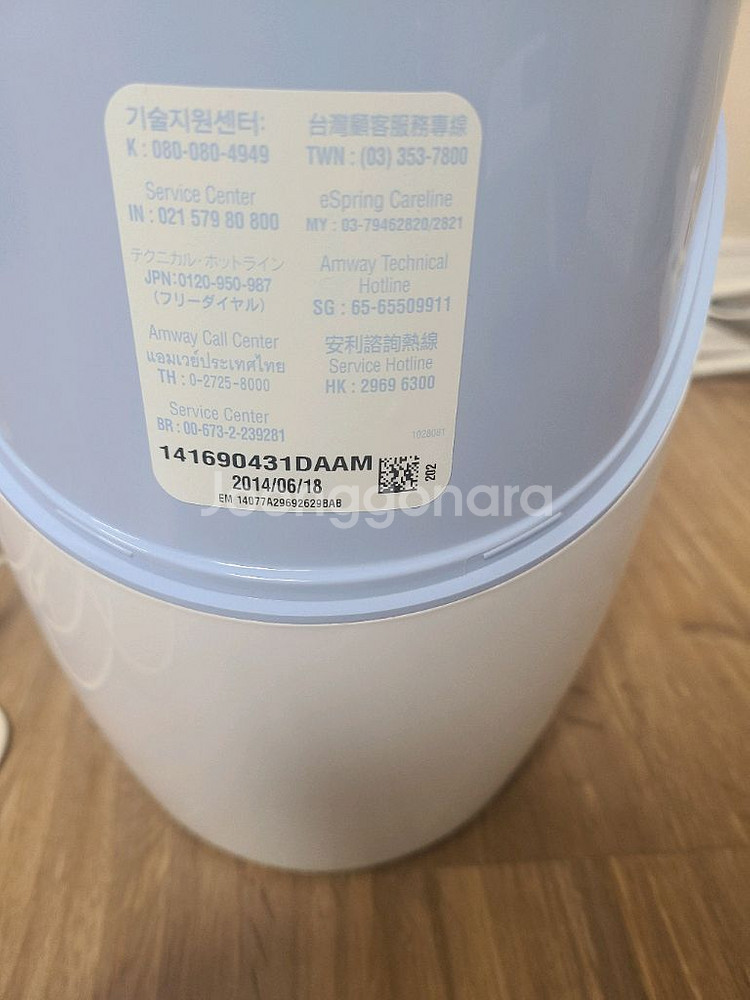 기술지원센터:
K : 080-080-4949
Service Center
IN : 021 579 80 800
テクニカル・ホットライン
JPN:0120-950-987
(フリーダイヤル)
Amway Call Center
แอมเวย์ประเทศไทย
TH : 0-2725-8000
Service Center
BR : 00-673-2-239281
台灣顧客服務專線
TWN : (03) 353-7800
eSpring Careline
MY : 03-79462820/2821
Amway Technical
Hotline
SG : 65-65509911
安利諮詢熱線
Service Hotline
HK : 2969 6300
1028081
141690431DAAM
2014/06/18
EM-14077A29692629BAB
202
Joonggonara